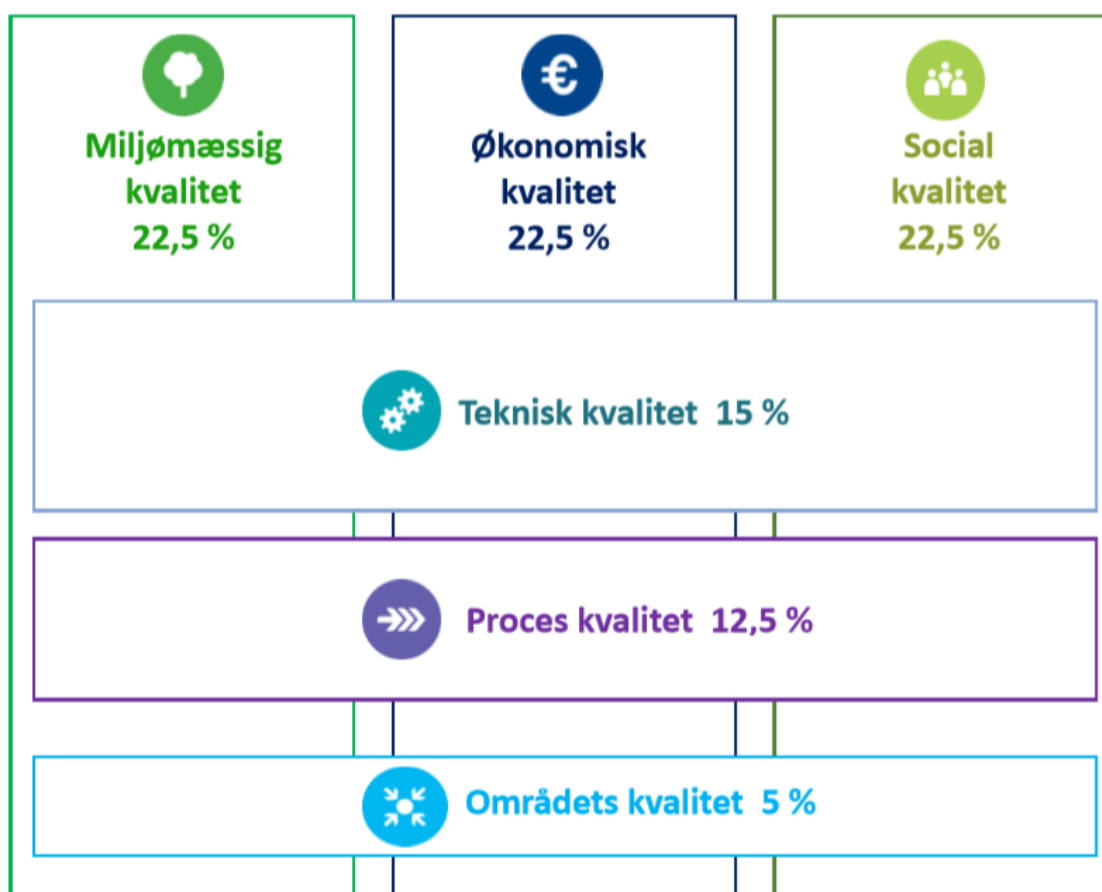 Miljømæssig
kvalitet
22,5 %
Økonomisk
kvalitet
22,5 %
Social
kvalitet
22,5 %
Teknisk kvalitet 15 %
Proces kvalitet 12,5 %
Områdets kvalitet 5 %